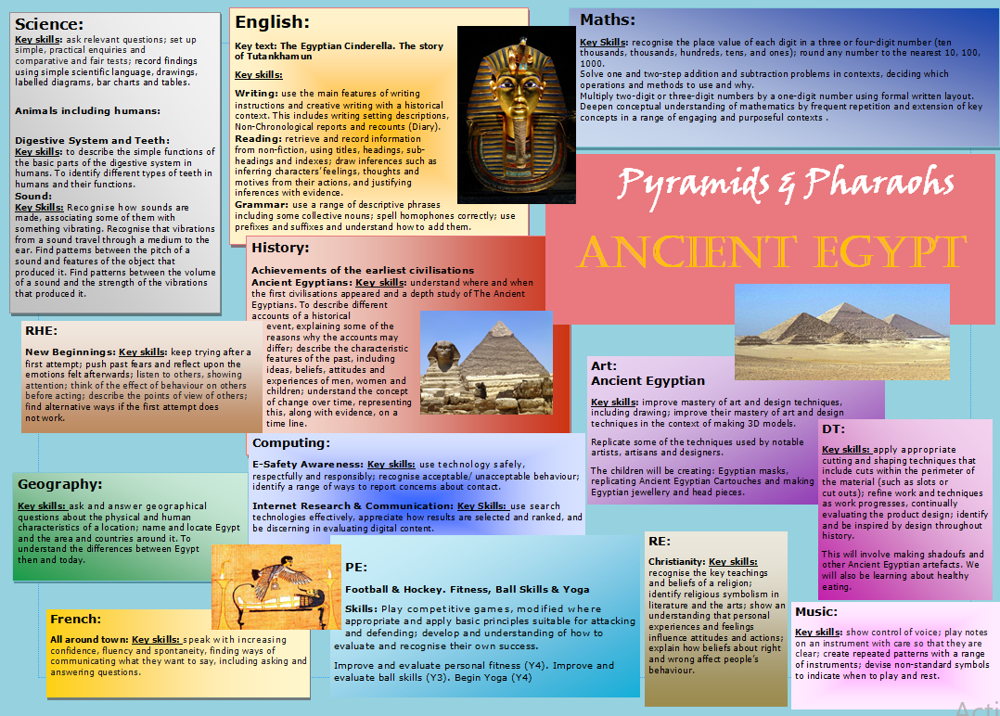 Science:
Key skills: ask relevant questions; set up
simple, practical enquiries and
comparative and fair tests; record findings
using simple scientific language, drawings,
labelled diagrams, bar charts and tables.
Animals including humans:
Digestive System and Teeth:
Key skills: to describe the simple functions of
the basic parts of the digestive system in
humans. To identify different types of teeth in
humans and their functions.
Sound:
Key Skills: Recognise how sounds are
made, associating some of them with
something vibrating. Recognise that vibrations
from a sound travel through a medium to the
ear. Find patterns between the pitch of a
sound and features of the object that
produced it. Find patterns between the volume
of a sound and the strength of the vibrations
that produced it.
English:
Key text: The Egyptian Cinderella. The story
of Tutankhamun
Key skills:
Writing: use the main features of writing
instructions and creative writing with a historical
context. This includes writing setting descriptions,
Non-Chronological reports and recounts (Diary).
Reading: retrieve and record information
from non-fiction, using titles, headings, sub-
headings and indexes; draw inferences such as
inferring characters' feelings, thoughts and
motives from their actions, and justifying
inferences with evidence.
Grammar: use a range of descriptive phrases
including some collective nouns; spell homophones correctly; use
prefixes and suffixes and understand how to add them.
Maths:
Key Skills: recognise the place value of each digit in a three or four-digit number (ten
thousands, thousands, hundreds, tens, and ones); round any number to the nearest 10, 100,
1000.
Solve one and two-step addition and subtraction problems in contexts, deciding which
operations and methods to use and why.
Multiply two-digit or three-digit numbers by a one-digit number using formal written layout.
Deepen conceptual understanding of mathematics by frequent repetition and extension of key
concepts in a range of engaging and purposeful contexts .
Pyramids & Pharaohs
ANCIENT EGYPT
History:
Achievements of the earliest civilisations
Ancient Egyptians: Key skills: understand where and when
the first civilisations appeared and a depth study of The Ancient
Egyptians. To describe different
accounts of a historical
event, explaining some of the
reasons why the accounts may
differ; describe the characteristic
features of the past, including
ideas, beliefs, attitudes and
experiences of men, women and
children; understand the concept
of change over time, representing
this, along with evidence, on a
time line.
RHE:
New Beginnings: Key skills: keep trying after a
first attempt; push past fears and reflect upon the
emotions felt afterwards; listen to others, showing
attention; think of the effect of behaviour on others
before acting; describe the points of view of others;
find alternative ways if the first attempt does
not work.
Art:
Ancient Egyptian
Key skills: improve mastery of art and design techniques,
including drawing; improve their mastery of art and design
techniques in the context of making 3D models.
Replicate some of the techniques used by notable
artists, artisans and designers.
The children will be creating: Egyptian masks,
replicating Ancient Egyptian Cartouches and making
Egyptian jewellery and head pieces.
DT:
Key skills: apply appropriate
cutting and shaping techniques that
include cuts within the perimeter of
the material (such as slots or
cut outs); refine work and techniques
as work progresses, continually
evaluating the product design; identify
and be inspired by design throughout
history.
This will involve making shadoufs and
other Ancient Egyptian artefacts. We
will also be learning about healthy
eating.
Computing:
E-Safety Awareness: Key skills: use technology safely,
respectfully and responsibly; recognise acceptable/ unacceptable behaviour;
identify a range of ways to report concerns about contact.
Internet Research & Communication: Key Skills: use search
technologies effectively, appreciate how results are selected and ranked, and
be discerning in evaluating digital content.
Geography:
Key skills: ask and answer geographical
questions about the physical and human
characteristics of a location; name and locate Egypt
and the area and countries around it. To
understand the differences between Egypt
then and today.
PE:
Football & Hockey. Fitness, Ball Skills & Yoga
Skills: Play competitive games, modified where
appropriate and apply basic principles suitable for attacking
and defending; develop and understanding of how to
evaluate and recognise their own success.
Improve and evaluate personal fitness (Y4). Improve and
evaluate ball skills (Y3). Begin Yoga (Y4)
RE:
Christianity: Key skills:
recognise the key teachings
and beliefs of a religion;
identify religious symbolism in
literature and the arts; show an
understanding that personal
experiences and feelings
influence attitudes and actions;
explain how beliefs about right
and wrong affect people's
behaviour.
French:
All around town: Key skills: speak with increasing
confidence, fluency and spontaneity, finding ways of
communicating what they want to say, including asking and
answering questions.
Music:
Key skills: show control of voice; play notes
on an instrument with care so that they are
clear; create repeated patterns with a range
of instruments; devise non-standard symbols
to indicate when to play and rest.